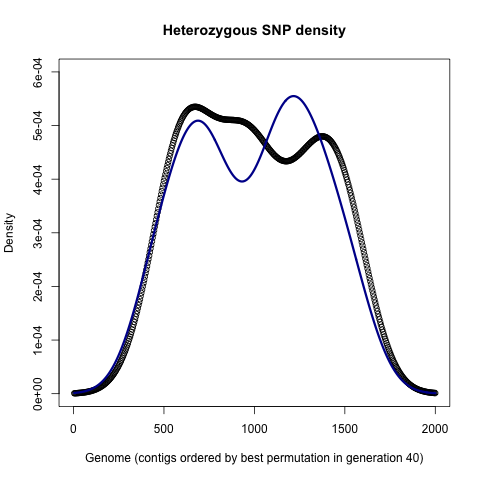 Heterozygous SNP density
6e-04
5e-04
4e-04
3e-04
2e-04
1e-04
0e+00
Density
0 500 1000 1500 2000
Genome (contigs ordered by best permutation in generation 40)